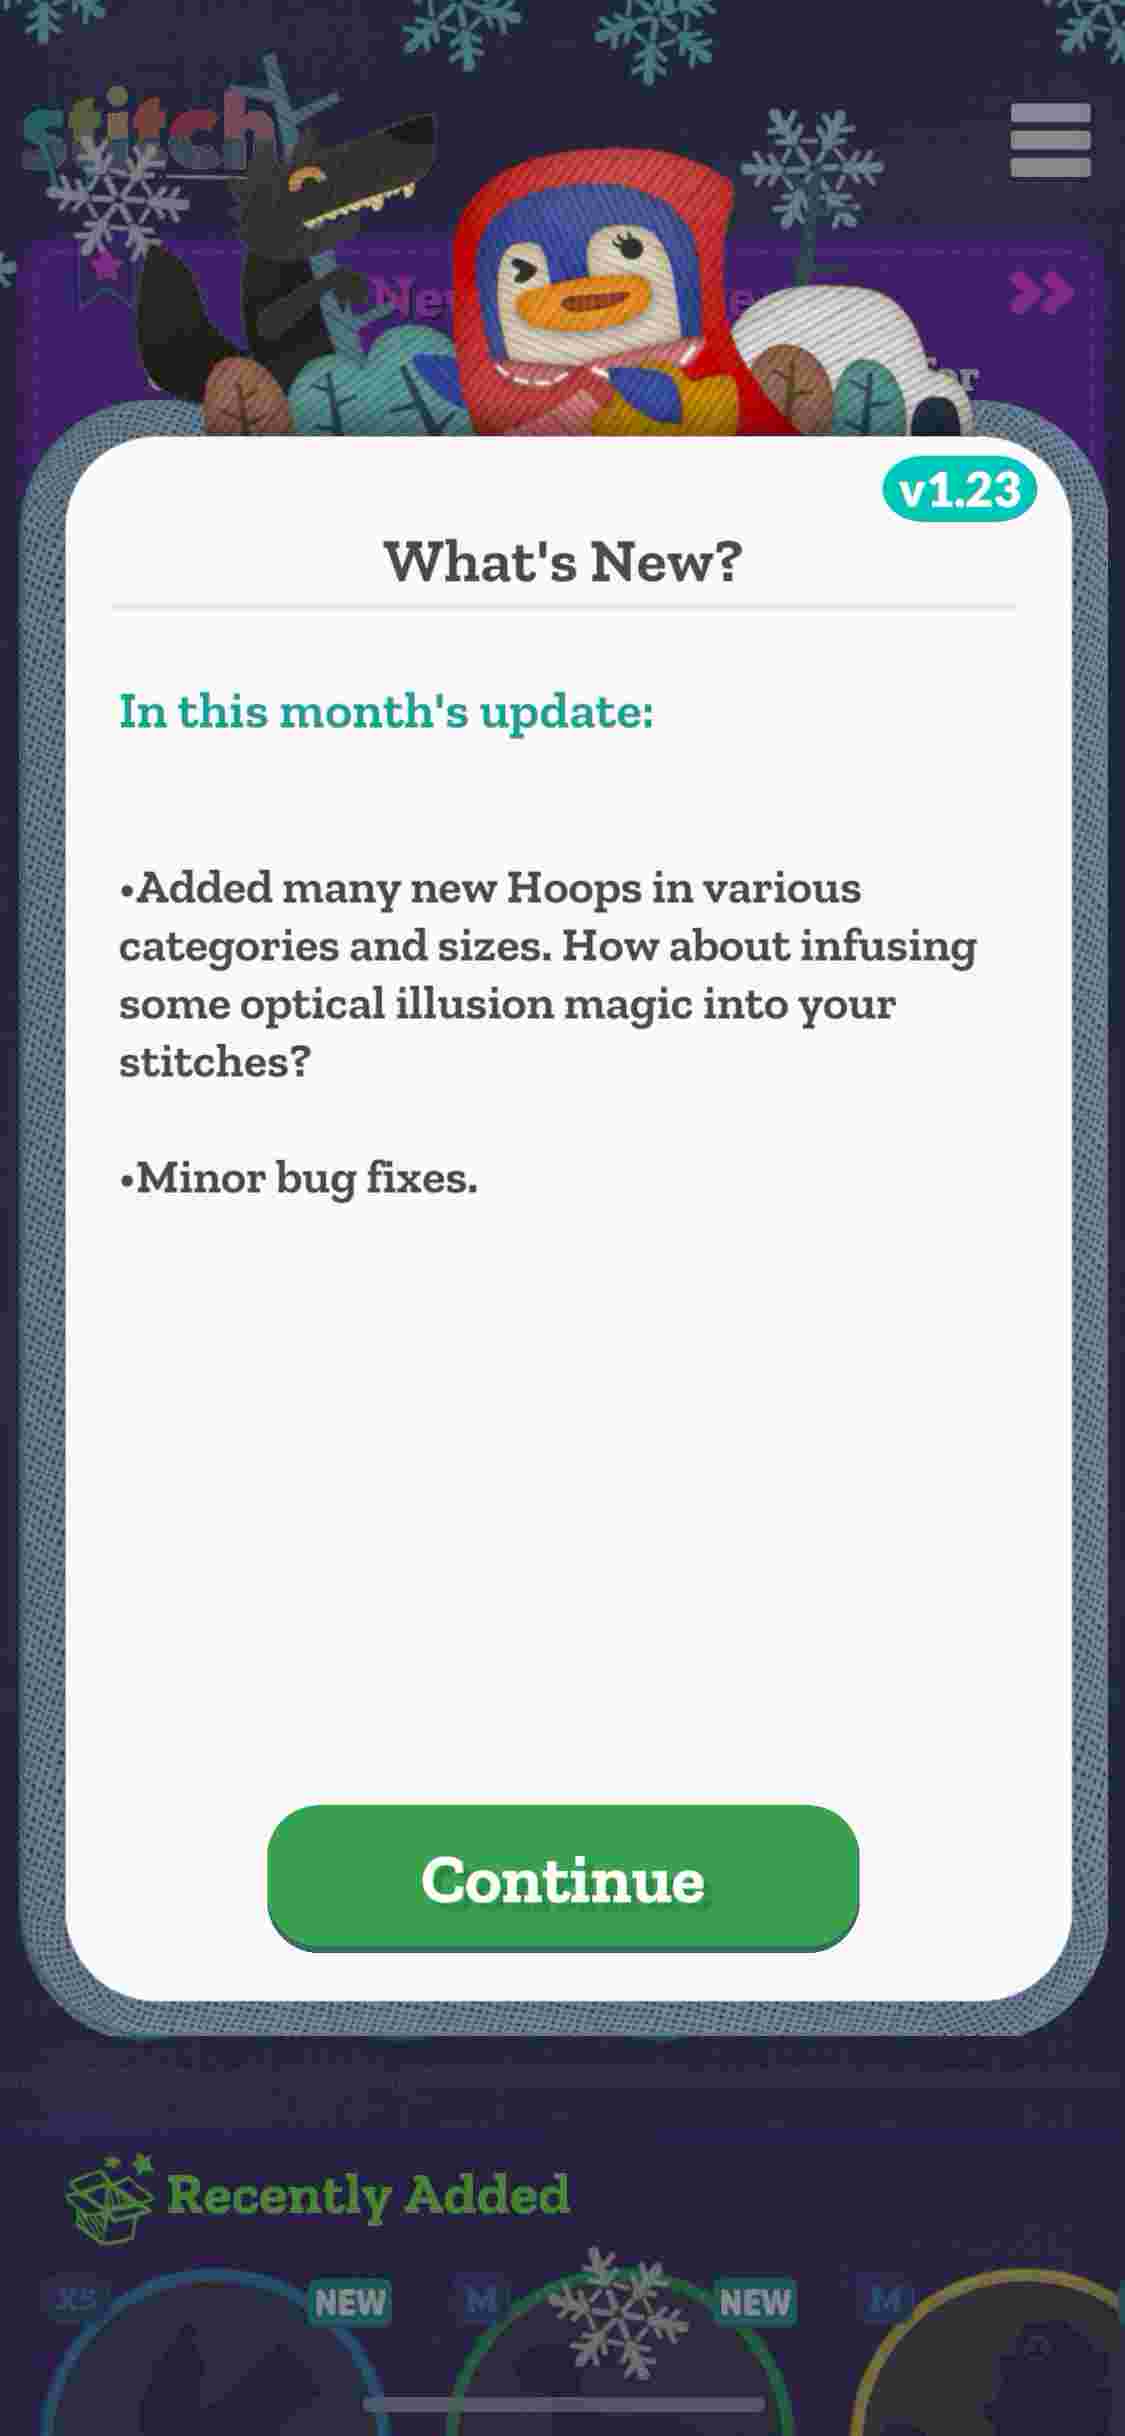 stitch
v1.23
What's New?
In this month's update:
•Added many new Hoops in various
categories and sizes. How about infusing
some optical illusion magic into your
stitches?
•Minor bug fixes.
Continue
Recently Added
XS
NEW
M
NEW
M